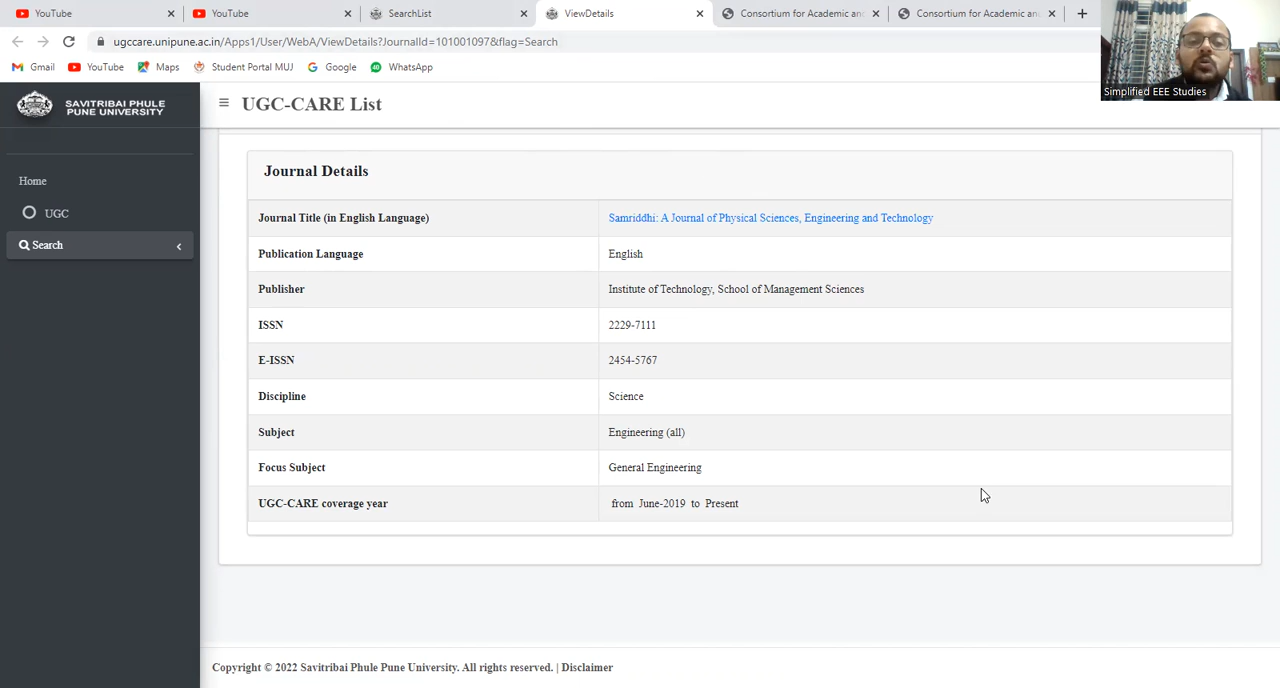 YouTube
YouTube
SearchList
ViewDetails
Consortium for Academic an
Consortium for Academic an
ugccare.unipune.ac.in/Apps1/User/WebA/ViewDetails?JournalId=101001097&flag=Search
Gmail YouTube Maps Student Portal MUJ Google WhatsApp
Simplified EEE Studies
SAVITRIBAI PHULE
PUNE UNIVERSITY
UGC-CARE List
Home
UGC
Search
Journal Details
Journal Title (in English Language) Samriddhi: A Journal of Physical Sciences, Engineering and Technology
Publication Language English
Publisher Institute of Technology, School of Management Sciences
ISSN 2229-7111
E-ISSN 2454-5767
Discipline Science
Subject Engineering (all)
Focus Subject General Engineering
UGC-CARE coverage year from June-2019 to Present
Copyright © 2022 Savitribai Phule Pune University. All rights reserved. | Disclaimer